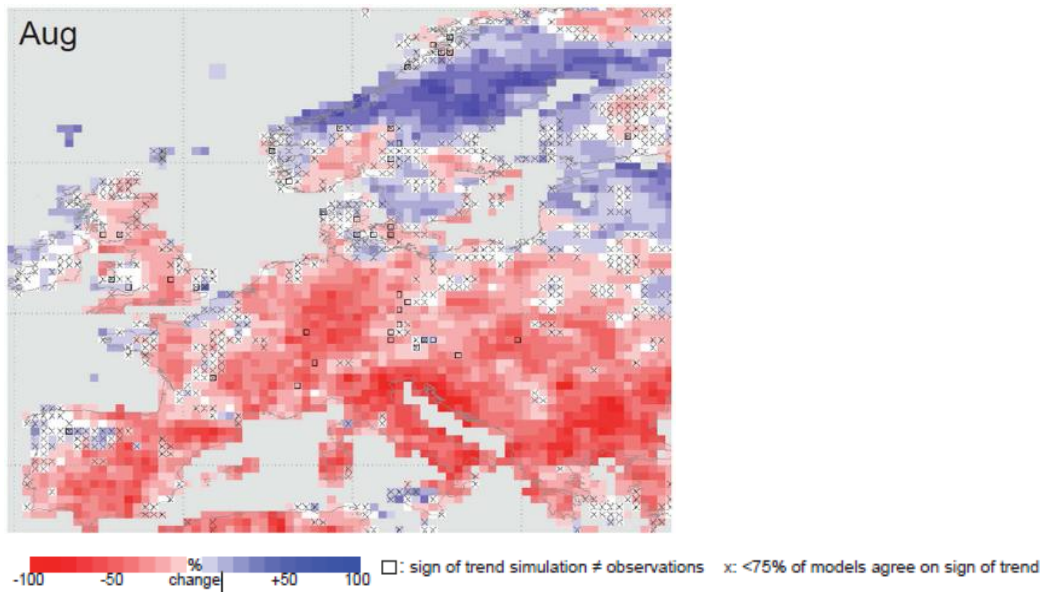 Aug
% change
-100 -50 +50 100
□: sign of trend simulation ≠ observations x: <75% of models agree on sign of trend